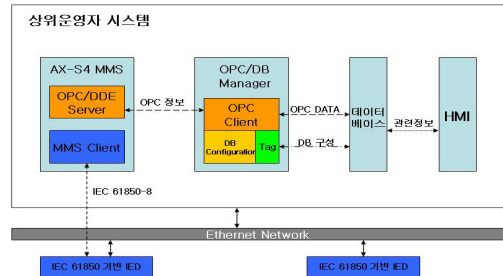 상위운영자 시스템
AX-S4 MMS
OPC/DDE
Server
MMS Client
OPC 정보
OPC/DB
Manager
OPC
Client
DB
Configuration
Tag
OPC DATA
DB 구성
데이터
베이스
관련정보
HMI
IEC 61850-8
Ethernet Network
IEC 61850 기반 IED
IEC 61850 기반 IED